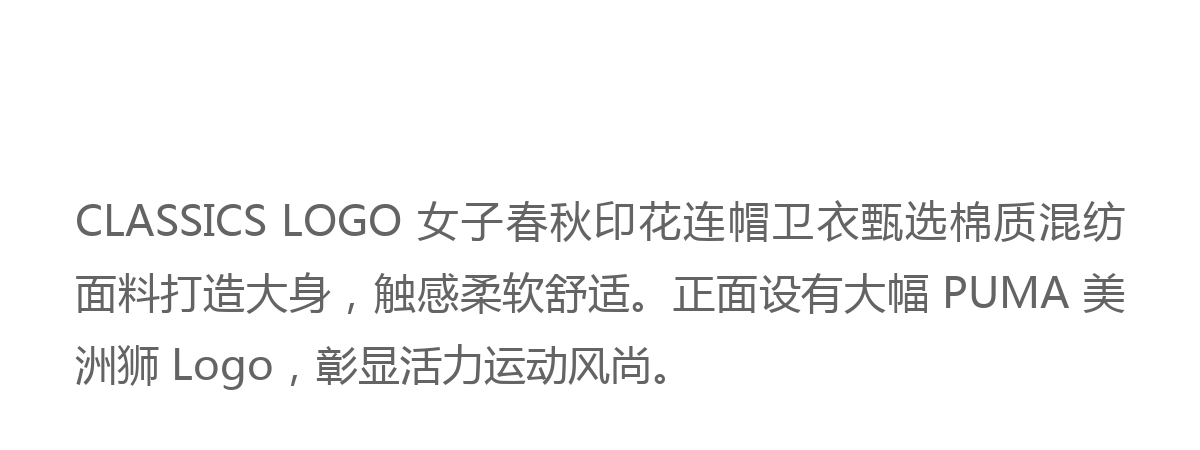 CLASSICS LOGO 女子春秋印花连帽卫衣甄选棉质混纺
面料打造大身，触感柔软舒适。正面设有大幅 PUMA 美
洲狮 Logo，彰显活力运动风尚。